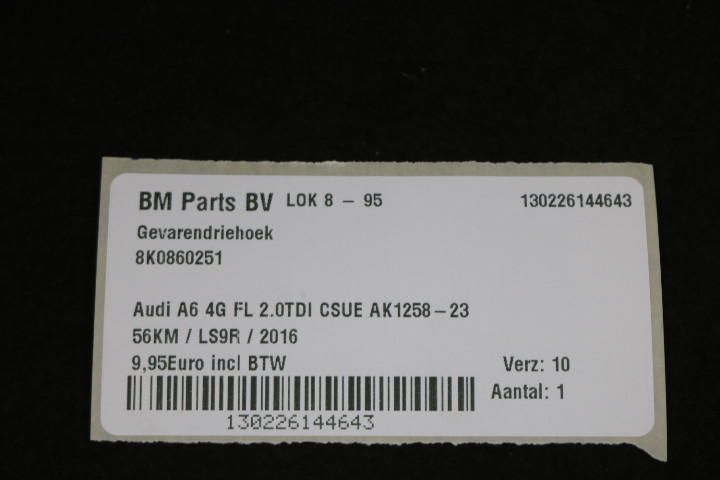 BM Parts BV LOK 8 - 95 130226144643
Gevarendriehoek
8K0860251
Audi A6 4G FL 2.0TDI CSUE AK1258-23
56KM / LS9R / 2016
9,95Euro incl BTW Verz: 10
Aantal: 1
130226144643